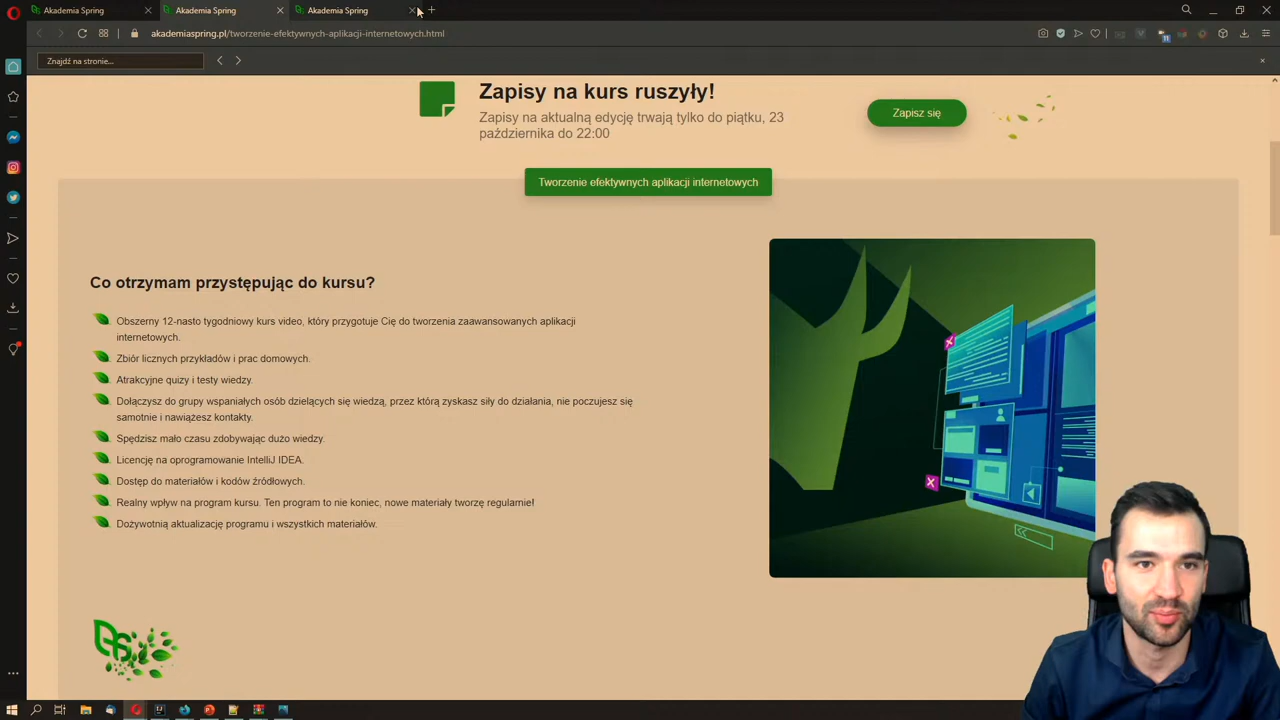 Akademia Spring
Akademia Spring
Akademia Spring
akademiaspring.pl/tworzenie-efektywnych-aplikacji-internetowych.html
11
Znajdź na stronie...
Zapisy na kurs ruszyły!
Zapisy na aktualną edycję trwają tylko do piątku, 23
października do 22:00
Zapisz się
Tworzenie efektywnych aplikacji internetowych
Co otrzymam przystępując do kursu?
Obszerny 12-nasto tygodniowy kurs video, który przygotuje Cię do tworzenia zaawansowanych aplikacji
internetowych.
Zbiór licznych przykładów i prac domowych.
Atrakcyjne quizy i testy wiedzy.
Dołączysz do grupy wspaniałych osób dzielących się wiedzą, przez którą zyskasz siły do działania, nie poczujesz się
samotnie i nawiążesz kontakty.
Spędzisz mało czasu zdobywając dużo wiedzy.
Licencję na oprogramowanie IntelliJ IDEA.
Dostęp do materiałów i kodów źródłowych.
Realny wpływ na program kursu. Ten program to nie koniec, nowe materiały tworzę regularnie!
Dożywotnią aktualizację programu i wszystkich materiałów.